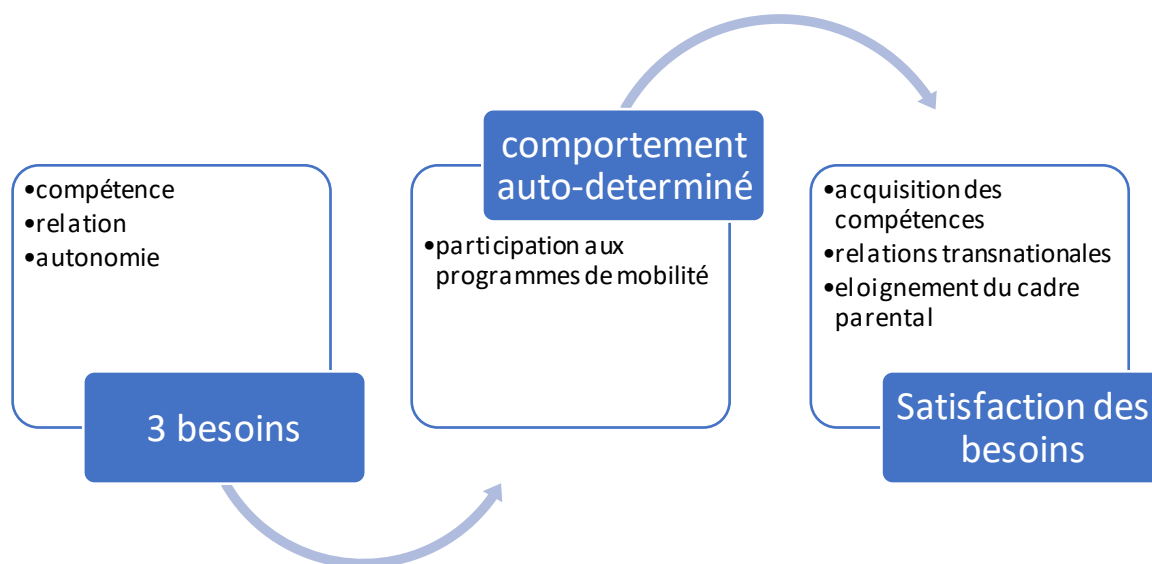 •compétence
•relation
•autonomie
3 besoins
comportement
auto-determiné
•participation aux
programmes de mobilité
•acquisition des
compétences
•relations transnationales
•eloignement du cadre
parental
Satisfaction des
besoins